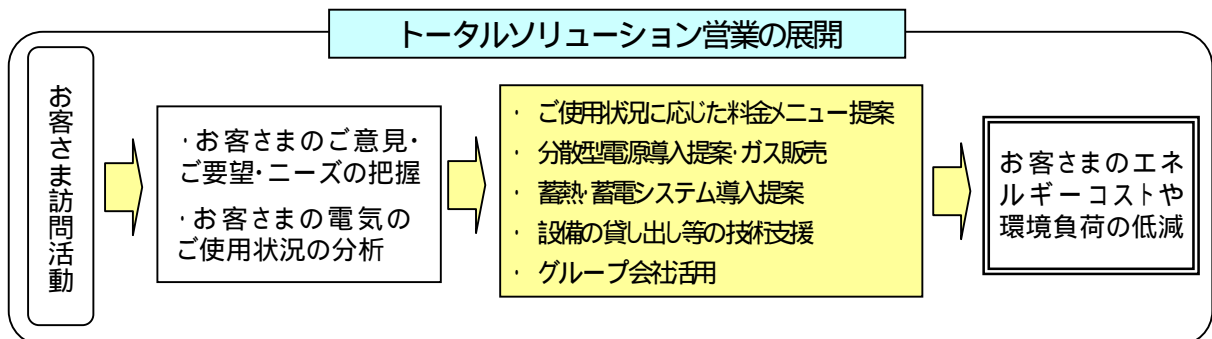 トータルソリューション営業の展開
お客さま訪問活動
・お客さまのご意見・
ご要望・ニーズの把握
・お客さまの電気の
ご使用状況の分析
・ ご使用状況に応じた料金メニュー提案
・ 分散型電源導入提案・ガス販売
・ 蓄熱・蓄電システム導入提案
・ 設備の貸し出し等の技術支援
・ グループ会社活用
お客さまのエネ
ルギーコストや
環境負荷の低減